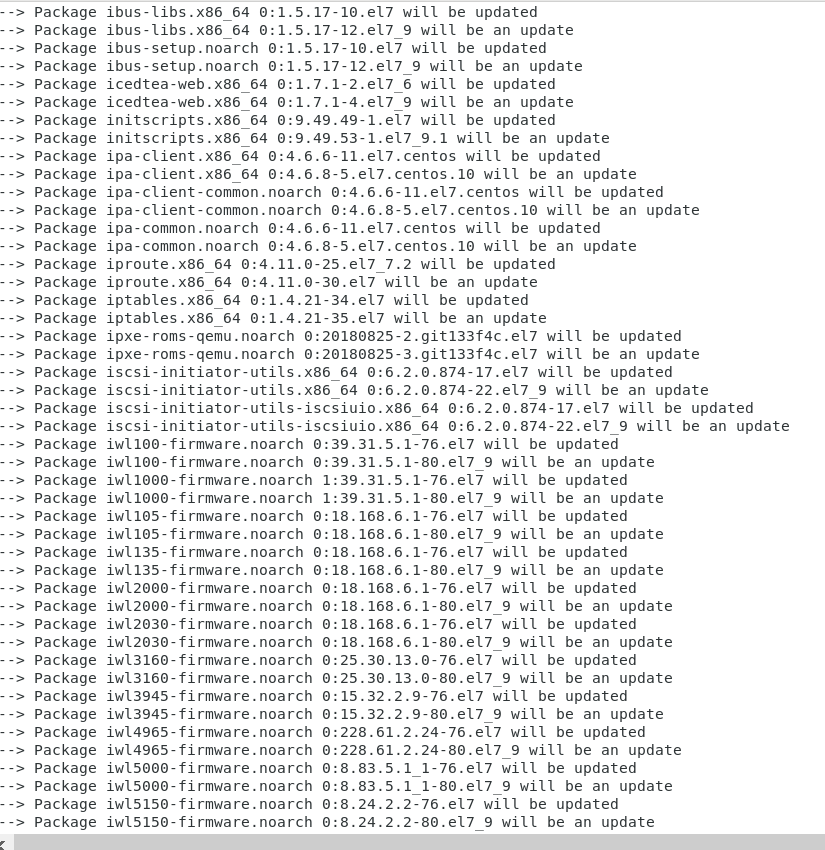 --> Package ibus-libs.x86_64 0:1.5.17-10.el7 will be updated
--> Package ibus-libs.x86_64 0:1.5.17-12.el7_9 will be an update
--> Package ibus-setup.noarch 0:1.5.17-10.el7 will be updated
--> Package ibus-setup.noarch 0:1.5.17-12.el7_9 will be an update
--> Package icedtea-web.x86_64 0:1.7.1-2.el7_6 will be updated
--> Package icedtea-web.x86_64 0:1.7.1-4.el7_9 will be an update
--> Package initscripts.x86_64 0:9.49.49-1.el7 will be updated
--> Package initscripts.x86_64 0:9.49.53-1.el7_9.1 will be an update
--> Package ipa-client.x86_64 0:4.6.6-11.el7.centos will be updated
--> Package ipa-client.x86_64 0:4.6.8-5.el7.centos.10 will be an update
--> Package ipa-client-common.noarch 0:4.6.6-11.el7.centos will be updated
--> Package ipa-client-common.noarch 0:4.6.8-5.el7.centos.10 will be an update
--> Package ipa-common.noarch 0:4.6.6-11.el7.centos will be updated
--> Package ipa-common.noarch 0:4.6.8-5.el7.centos.10 will be an update
--> Package iproute.x86_64 0:4.11.0-25.el7_7.2 will be updated
--> Package iproute.x86_64 0:4.11.0-30.el7 will be an update
--> Package iptables.x86_64 0:1.4.21-34.el7 will be updated
--> Package iptables.x86_64 0:1.4.21-35.el7 will be an update
--> Package ipxe-roms-qemu.noarch 0:20180825-2.git133f4c.el7 will be updated
--> Package ipxe-roms-qemu.noarch 0:20180825-3.git133f4c.el7 will be an update
--> Package iscsi-initiator-utils.x86_64 0:6.2.0.874-17.el7 will be updated
--> Package iscsi-initiator-utils.x86_64 0:6.2.0.874-22.el7_9 will be an update
--> Package iscsi-initiator-utils-iscsiuio.x86_64 0:6.2.0.874-17.el7 will be updated
--> Package iscsi-initiator-utils-iscsiuio.x86_64 0:6.2.0.874-22.el7_9 will be an update
--> Package iwl100-firmware.noarch 0:39.31.5.1-76.el7 will be updated
--> Package iwl100-firmware.noarch 0:39.31.5.1-80.el7_9 will be an update
--> Package iwl1000-firmware.noarch 1:39.31.5.1-76.el7 will be updated
--> Package iwl1000-firmware.noarch 1:39.31.5.1-80.el7_9 will be an update
--> Package iwl105-firmware.noarch 0:18.168.6.1-76.el7 will be updated
--> Package iwl105-firmware.noarch 0:18.168.6.1-80.el7_9 will be an update
--> Package iwl135-firmware.noarch 0:18.168.6.1-76.el7 will be updated
--> Package iwl135-firmware.noarch 0:18.168.6.1-80.el7_9 will be an update
--> Package iwl2000-firmware.noarch 0:18.168.6.1-76.el7 will be updated
--> Package iwl2000-firmware.noarch 0:18.168.6.1-80.el7_9 will be an update
--> Package iwl2030-firmware.noarch 0:18.168.6.1-76.el7 will be updated
--> Package iwl2030-firmware.noarch 0:18.168.6.1-80.el7_9 will be an update
--> Package iwl3160-firmware.noarch 0:25.30.13.0-76.el7 will be updated
--> Package iwl3160-firmware.noarch 0:25.30.13.0-80.el7_9 will be an update
--> Package iwl3945-firmware.noarch 0:15.32.2.9-76.el7 will be updated
--> Package iwl3945-firmware.noarch 0:15.32.2.9-80.el7_9 will be an update
--> Package iwl4965-firmware.noarch 0:228.61.2.24-76.el7 will be updated
--> Package iwl4965-firmware.noarch 0:228.61.2.24-80.el7_9 will be an update
--> Package iwl5000-firmware.noarch 0:8.83.5.1_1-76.el7 will be updated
--> Package iwl5000-firmware.noarch 0:8.83.5.1_1-80.el7_9 will be an update
--> Package iwl5150-firmware.noarch 0:8.24.2.2-76.el7 will be updated
--> Package iwl5150-firmware.noarch 0:8.24.2.2-80.el7_9 will be an update